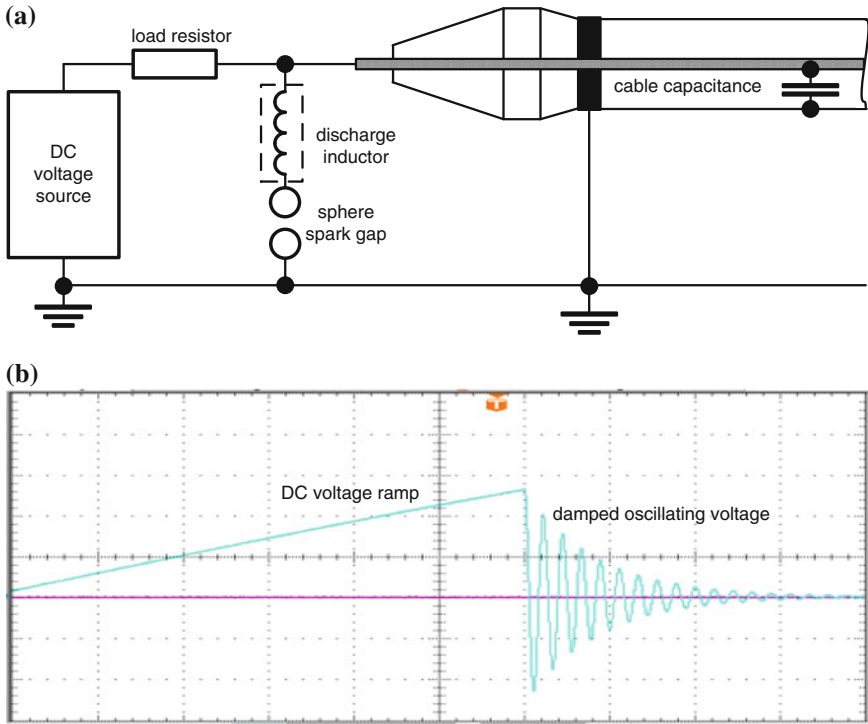 (a)
load resistor
cable capacitance
discharge
inductor
DC
voltage
source
sphere
spark gap
(b)
T
DC voltage ramp
damped oscillating voltage